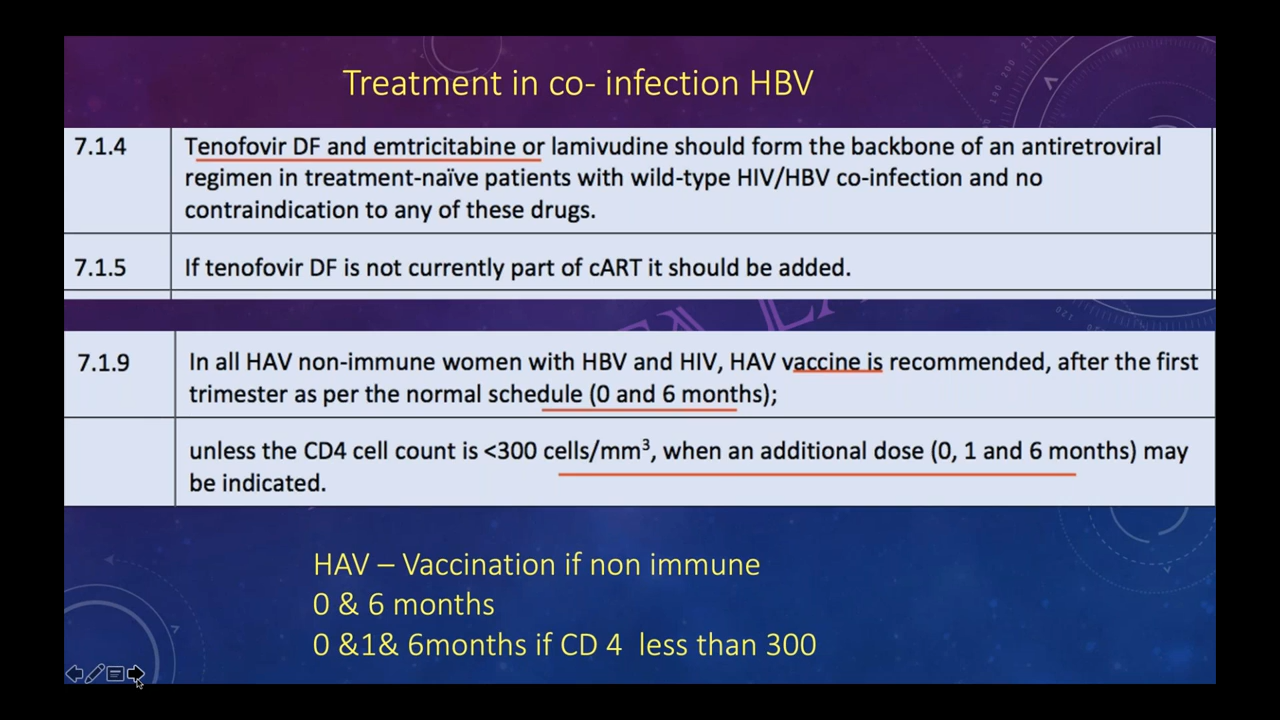 Treatment in co- infection HBV
7.1.4
Tenofovir DF and emtricitabine or lamivudine should form the backbone of an antiretroviral
regimen in treatment-naïve patients with wild-type HIV/HBV co-infection and no
contraindication to any of these drugs.
7.1.5
If tenofovir DF is not currently part of cART it should be added.
7.1.9
In all HAV non-immune women with HBV and HIV, HAV vaccine is recommended, after the first
trimester as per the normal schedule (0 and 6 months);
unless the CD4 cell count is <300 cells/mm³, when an additional dose (0, 1 and 6 months) may
be indicated.
HAV – Vaccination if non immune
0 & 6 months
0 &1& 6months if CD 4  less than 300